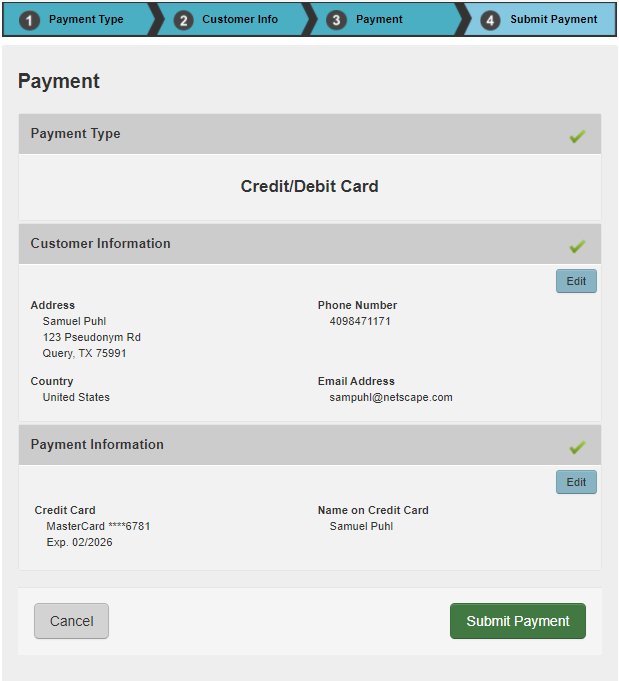 1 Payment Type 2 Customer Info 3 Payment 4 Submit Payment
Payment
Payment Type
Credit/Debit Card
Customer Information
Edit
Address
Samuel Puhl
123 Pseudonym Rd
Query, TX 75991
Phone Number
4098471171
Country
United States
Email Address
sampuhl@netscape.com
Payment Information
Edit
Credit Card
MasterCard ****6781
Exp. 02/2026
Name on Credit Card
Samuel Puhl
Cancel
Submit Payment